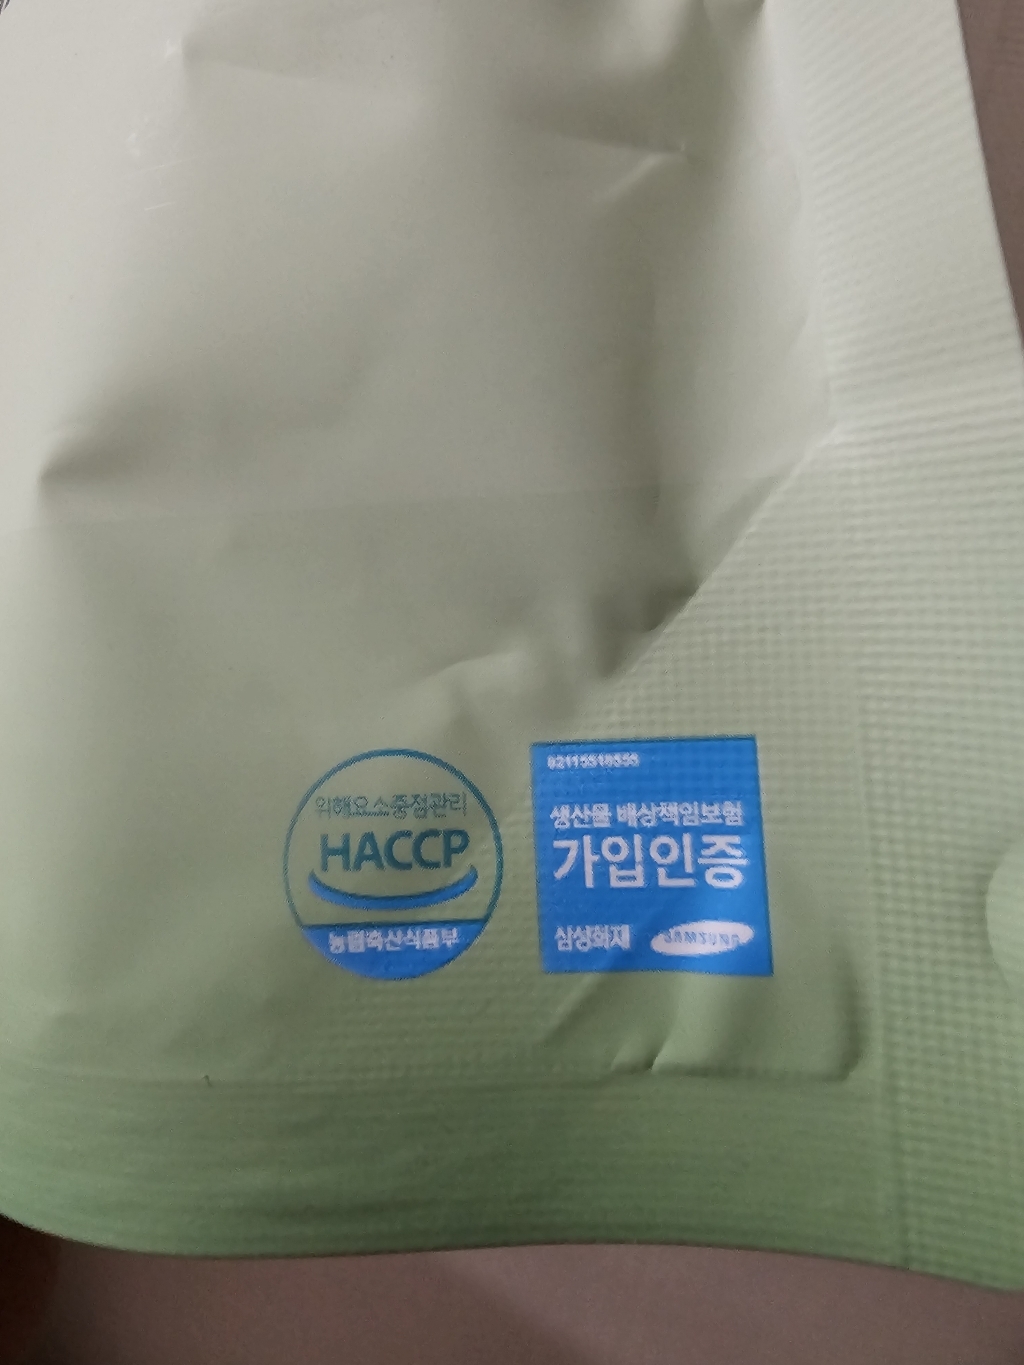 위해요소중점관리
HACCP
농림축산식품부
생산물 배상책임보험
가입인증
삼성화재 SAMSUNG